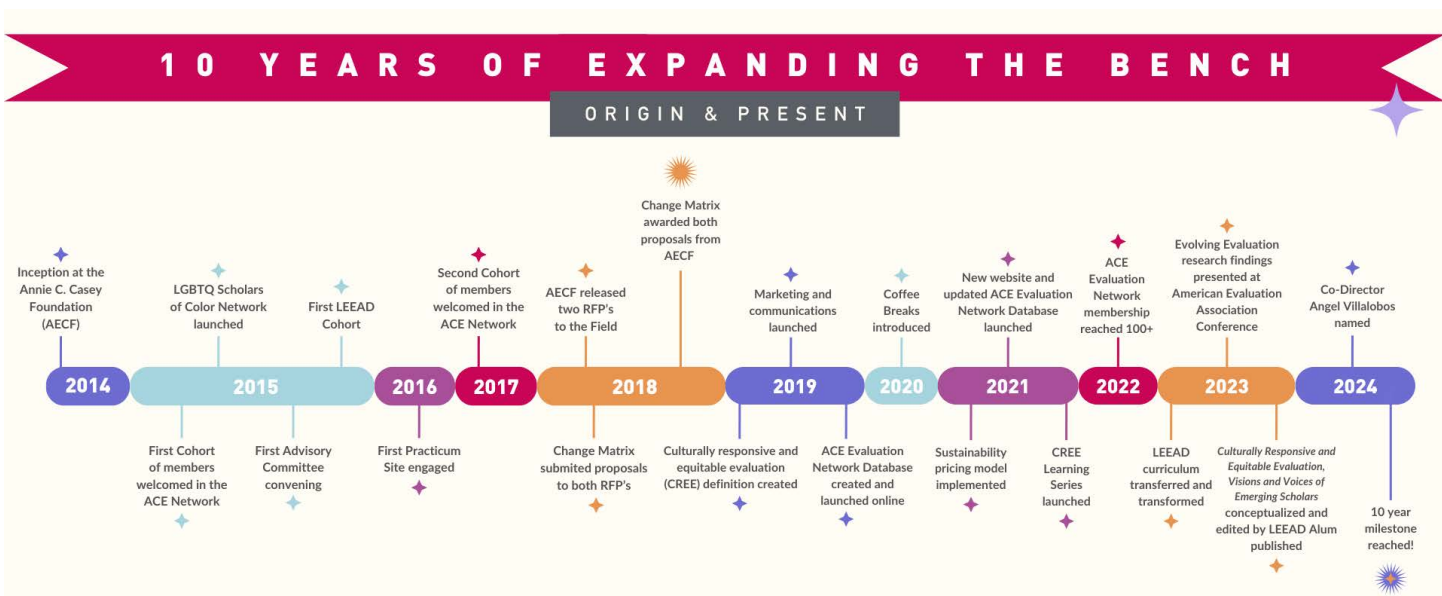 10 YEARS OF EXPANDING THE BENCH
ORIGIN & PRESENT
Inception at the
Annie C. Casey
Foundation
(AECF)
LGBTQ Scholars
of Color Network
launched
First LEEAD
Cohort
Second Cohort
of members
welcomed in the
ACE Network
AECF released
two RFP's
to the Field
Change Matrix
awarded both
proposals from
AECF
Marketing and
communications
launched
Coffee
Breaks
introduced
New website and
updated ACE Evaluation
Network Database
launched
ACE
Evaluation
Network
membership
reached 100+
Evolving Evaluation
research findings
presented at
American Evaluation
Association
Conference
Co-Director
Angel Villalobos
named
2014
2015
2016
2017
2018
2019
2020
2021
2022
2023
2024
First Cohort
of members
welcomed in the
ACE Network
First Advisory
Committee
convening
First Practicum
Site engaged
Change Matrix
submited proposals
to both RFP's
Culturally responsive and
equitable evaluation
(CREE) definition created
ACE Evaluation
Network Database
created and
launched online
Sustainability
pricing model
implemented
CREE
Learning
Series
launched
LEEAD
curriculum
transferred and
transformed
Culturally Responsive and
Equitable Evaluation,
Visions and Voices of
Emerging Scholars
conceptualized and
edited by LEEAD Alum
published
10 year
milestone
reached!